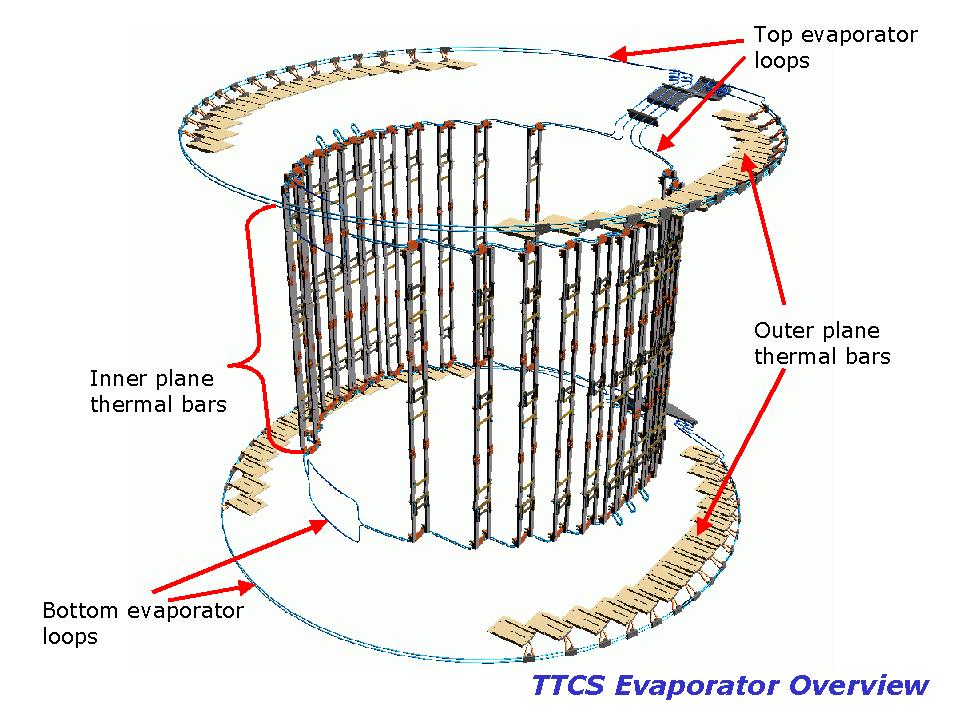 Top evaporator
loops
Outer plane
thermal bars
Inner plane
thermal bars
Bottom evaporator
loops
TTCS Evaporator Overview